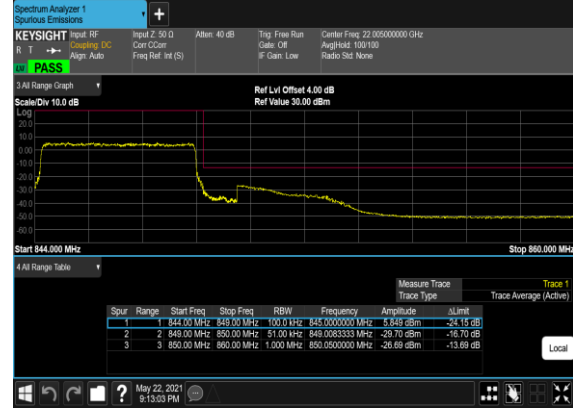 Spectrum Analyzer 1
Spurious Emissions
KEYSIGHT Input: RF Input Z: 50 Ω Atten: 40 dB Trig: Free Run Center Freq: 22.005000000 GHz
R T Coupling: DC Corr CCorr Gate: Off Avg|Hold: 100/100
Align: Auto Freq Ref: Int (S) IF Gain: Low Radio Std: None
PASS
3 All Range Graph Ref Lvl Offset 4.00 dB
Scale/Div 10.0 dB Ref Value 30.00 dBm
Log
20.0
10.0
0.00
-10.0
-20.0
-30.0
-40.0
-50.0
-60.0
Start 844.000 MHz Stop 860.000 MHz
4 All Range Table
Measure Trace Trace 1
Trace Type Trace Average (Active)
Spur Range Start Freq Stop Freq RBW Frequency Amplitude ΔLimit
1 1 844.00 MHz 849.00 MHz 100.0 kHz 845.0000000 MHz 5.849 dBm -24.15 dB
2 2 849.00 MHz 850.00 MHz 51.00 kHz 849.0083333 MHz -29.70 dBm -16.70 dB
3 3 850.00 MHz 860.00 MHz 1.000 MHz 850.0500000 MHz -26.69 dBm -13.69 dB
Local
? May 22, 2021
9:13:03 PM